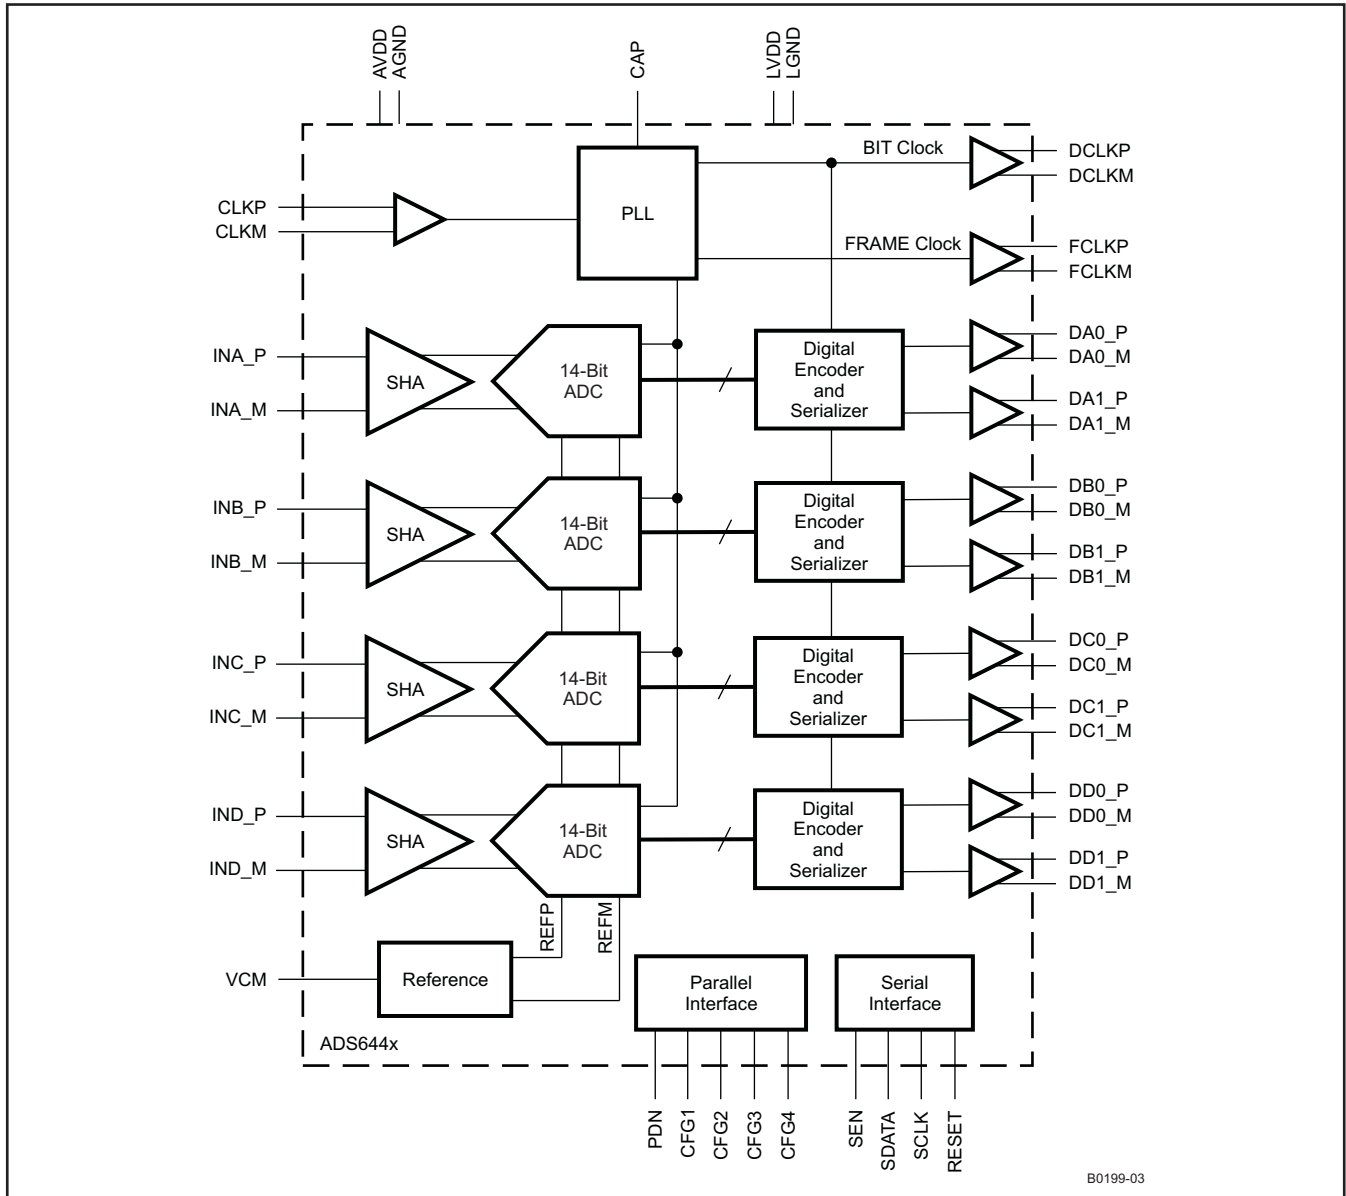 AVDD
AGND
CAP
LVDD
LGND
BIT Clock
DCLKP
DCLKM
CLKP
CLKM
PLL
FRAME Clock
FCLKP
FCLKM
INA_P
INA_M
SHA
14-Bit
ADC
Digital
Encoder
and
Serializer
DA0_P
DA0_M
DA1_P
DA1_M
INB_P
INB_M
SHA
14-Bit
ADC
Digital
Encoder
and
Serializer
DB0_P
DB0_M
DB1_P
DB1_M
INC_P
INC_M
SHA
14-Bit
ADC
Digital
Encoder
and
Serializer
DC0_P
DC0_M
DC1_P
DC1_M
IND_P
IND_M
SHA
14-Bit
ADC
Digital
Encoder
and
Serializer
DD0_P
DD0_M
DD1_P
DD1_M
REFP
REFM
VCM
Reference
Parallel
Interface
Serial
Interface
ADS644x
PDN
CFG1
CFG2
CFG3
CFG4
SEN
SDATA
SCLK
RESET
B0199-03